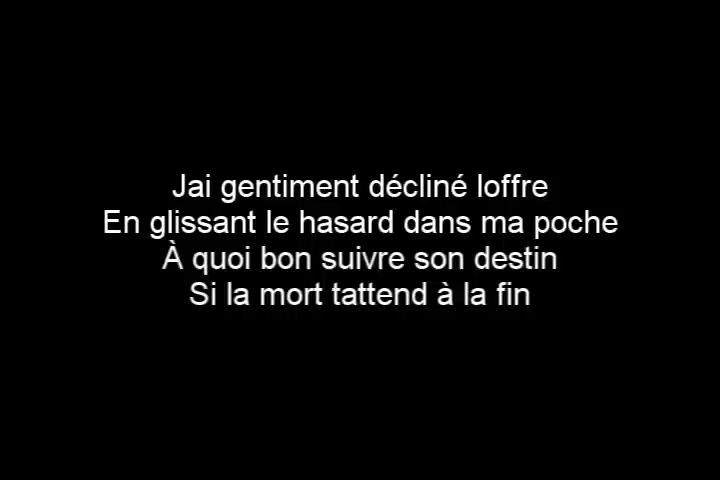 Jai gentiment décliné loffre
En glissant le hasard dans ma poche
À quoi bon suivre son destin
Si la mort tattend à la fin